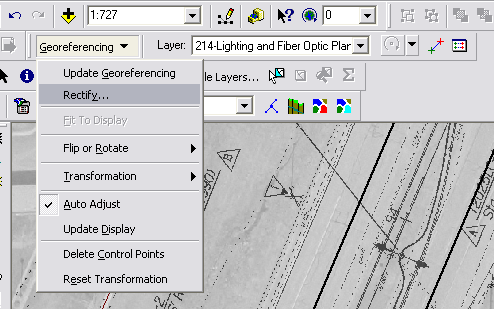 1:727
0
Georeferencing
Layer:
214-Lighting and Fiber Optic Plan
Update Georeferencing
le Layers...
Rectify...
Fit To Display
Flip or Rotate
Transformation
Auto Adjust
Update Display
Delete Control Points
Reset Transformation